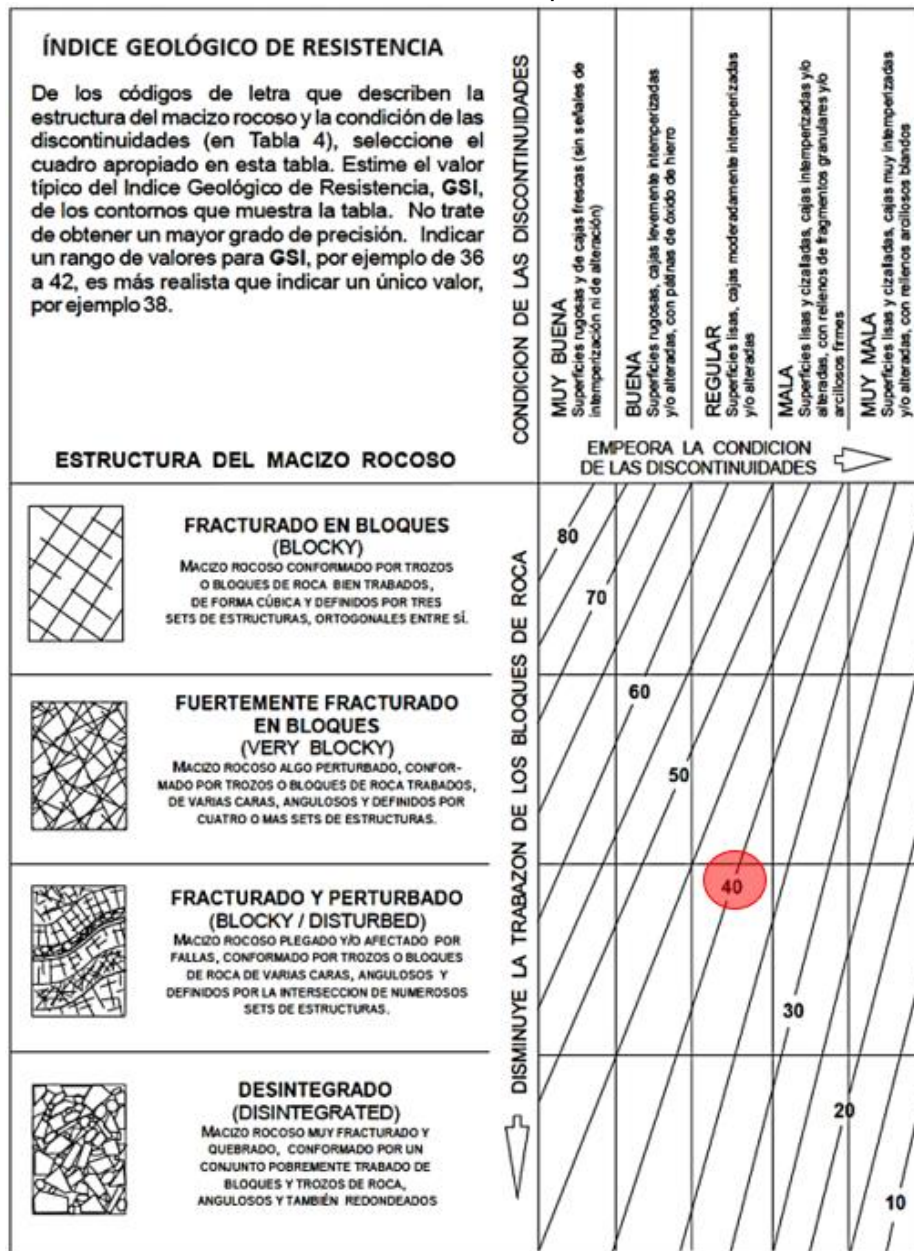 ÍNDICE GEOLÓGICO DE RESISTENCIA
De los códigos de letra que describen la
estructura del macizo rocoso y la condición de las
discontinuidades (en Tabla 4), seleccione el
cuadro apropiado en esta tabla. Estime el valor
típico del Indice Geológico de Resistencia, GSI,
de los contornos que muestra la tabla. No trate
de obtener un mayor grado de precisión. Indicar
un rango de valores para GSI, por ejemplo de 36
a 42, es más realista que indicar un único valor,
por ejemplo 38.
ESTRUCTURA DEL MACIZO ROCOSO
CONDICION DE LAS DISCONTINUIDADES
MUY BUENA
Superficies rugosas y de cajas frescas (sin señales de
intemperización ni de alteración)
BUENA
Superficies rugosas, cajas levemente intemperizadas
y/o alteradas, con pátinas de óxido de hierro
REGULAR
Superficies lisas, cajas moderadamente intemperizadas
y/o alteradas
MALA
Superficies lisas y cizalladas, cajas intemperizadas y/o
alteradas, con rellenos de fragmentos granulares y/o
arcillosos firmes
MUY MALA
Superficies lisas y cizalladas, cajas muy intemperizadas
y/o alteradas, con rellenos arcillosos blandos
EMPEORA LA CONDICION
DE LAS DISCONTINUIDADES
FRACTURADO EN BLOQUES
(BLOCKY)
MACIZO ROCOSO CONFORMADO POR TROZOS
O BLOQUES DE ROCA BIEN TRABADOS,
DE FORMA CÚBICA Y DEFINIDOS POR TRES
SETS DE ESTRUCTURAS, ORTOGONALES ENTRE SÍ.
FUERTEMENTE FRACTURADO
EN BLOQUES
(VERY BLOCKY)
MACIZO ROCOSO ALGO PERTURBADO, CONFOR-
MADO POR TROZOS O BLOQUES DE ROCA TRABADOS,
DE VARIAS CARAS, ANGULOSOS Y DEFINIDOS POR
CUATRO O MAS SETS DE ESTRUCTURAS.
FRACTURADO Y PERTURBADO
(BLOCKY / DISTURBED)
MACIZO ROCOSO PLEGADO Y/O AFECTADO POR
FALLAS, CONFORMADO POR TROZOS O BLOQUES
DE ROCA DE VARIAS CARAS, ANGULOSOS Y
DEFINIDOS POR LA INTERSECCION DE NUMEROSOS
SETS DE ESTRUCTURAS.
DESINTEGRADO
(DISINTEGRATED)
MACIZO ROCOSO MUY FRACTURADO Y
QUEBRADO, CONFORMADO POR UN
CONJUNTO POBREMENTE TRABADO DE
BLOQUES Y TROZOS DE ROCA,
ANGULOSOS Y TAMBIÉN REDONDEADOS
DISMINUYE LA TRABAZON DE LOS BLOQUES DE ROCA
80
70
60
50
40
30
20
10